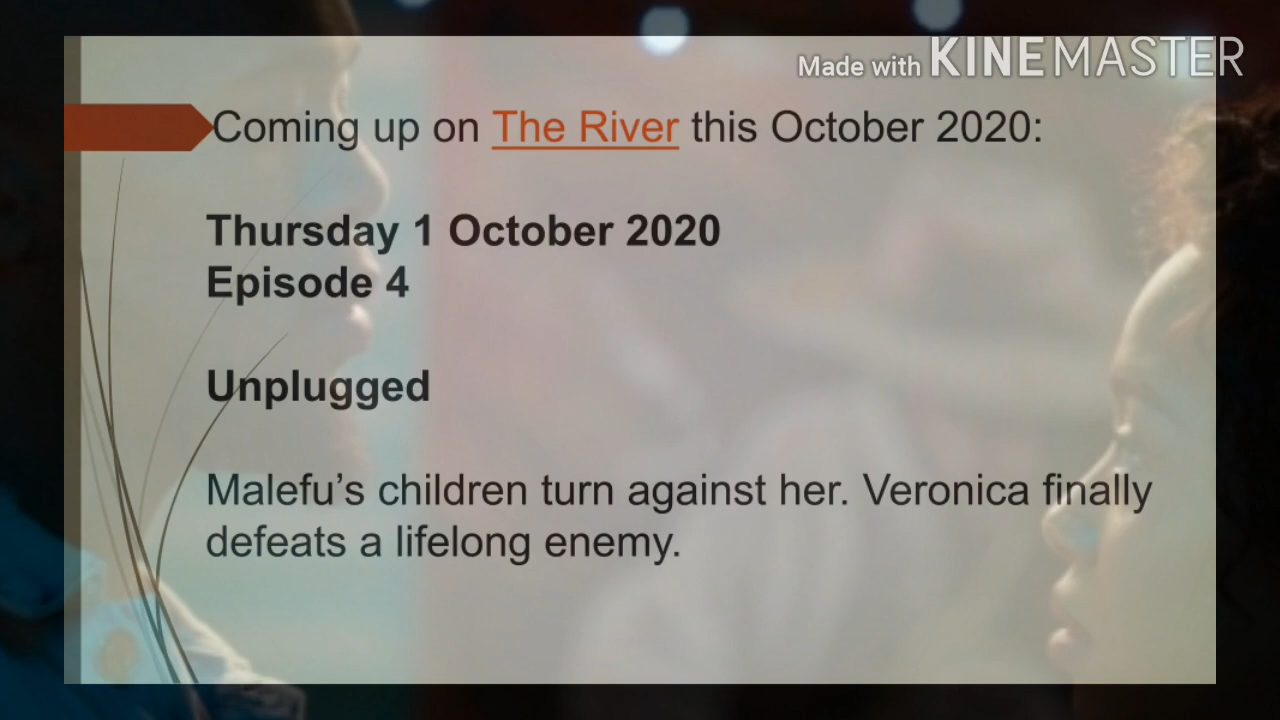 Made with KINEMASTER
Coming up on The River this October 2020:
Thursday 1 October 2020
Episode 4
Unplugged
Malefu’s children turn against her. Veronica finally
defeats a lifelong enemy.